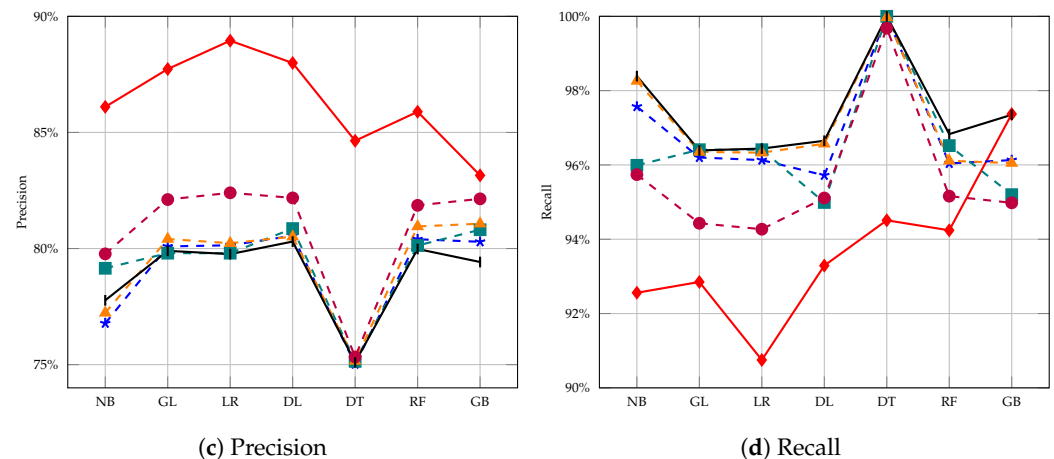 90%
85%
80%
75%
Precision
NB GL LR DL DT RF GB
(c) Precision
100%
98%
96%
94%
92%
90%
Recall
NB GL LR DL DT RF GB
(d) Recall